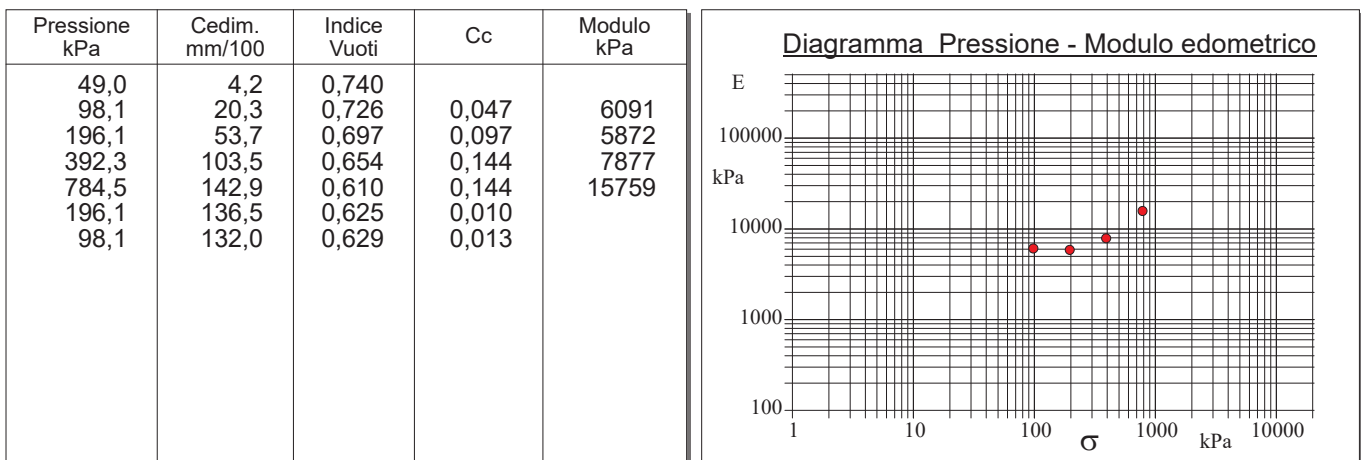 Pressione kPa Cedim. mm/100 Indice Vuoti Cc Modulo kPa
49,0 4,2 0,740
98,1 20,3 0,726 0,047 6091
196,1 53,7 0,697 0,097 5872
392,3 103,5 0,654 0,144 7877
784,5 142,9 0,610 0,144 15759
196,1 136,5 0,625 0,010
98,1 132,0 0,629 0,013
Diagramma Pressione - Modulo edometrico
E
100000
kPa
10000
1000
100
1 10 100 σ 1000 kPa 10000